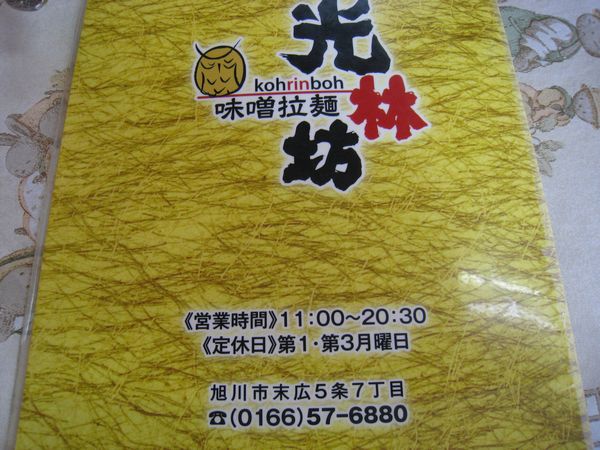 光林坊
kohrinboh
味噌拉麺
《営業時間》11:00～20:30
《定休日》第1・第3月曜日
旭川市末広5条7丁目
☎(0166)57-6880